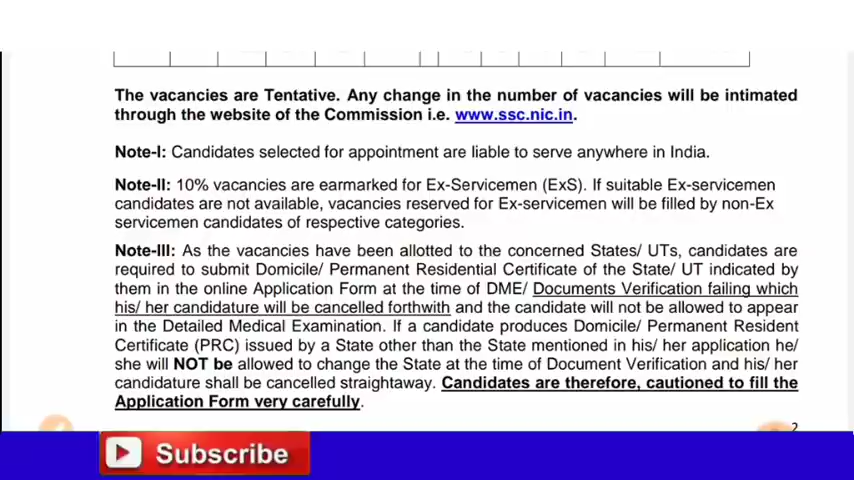 The vacancies are Tentative. Any change in the number of vacancies will be intimated
through the website of the Commission i.e. www.ssc.nic.in.
Note-I: Candidates selected for appointment are liable to serve anywhere in India.
Note-II: 10% vacancies are earmarked for Ex-Servicemen (ExS). If suitable Ex-servicemen
candidates are not available, vacancies reserved for Ex-servicemen will be filled by non-Ex
servicemen candidates of respective categories.
Note-III: As the vacancies have been allotted to the concerned States/ UTs, candidates are
required to submit Domicile/ Permanent Residential Certificate of the State/ UT indicated by
them in the online Application Form at the time of DME/ Documents Verification failing which
his/ her candidature will be cancelled forthwith and the candidate will not be allowed to appear
in the Detailed Medical Examination. If a candidate produces Domicile/ Permanent Resident
Certificate (PRC) issued by a State other than the State mentioned in his/ her application he/
she will NOT be allowed to change the State at the time of Document Verification and his/ her
candidature shall be cancelled straightaway. Candidates are therefore, cautioned to fill the
Application Form very carefully.
2
Subscribe